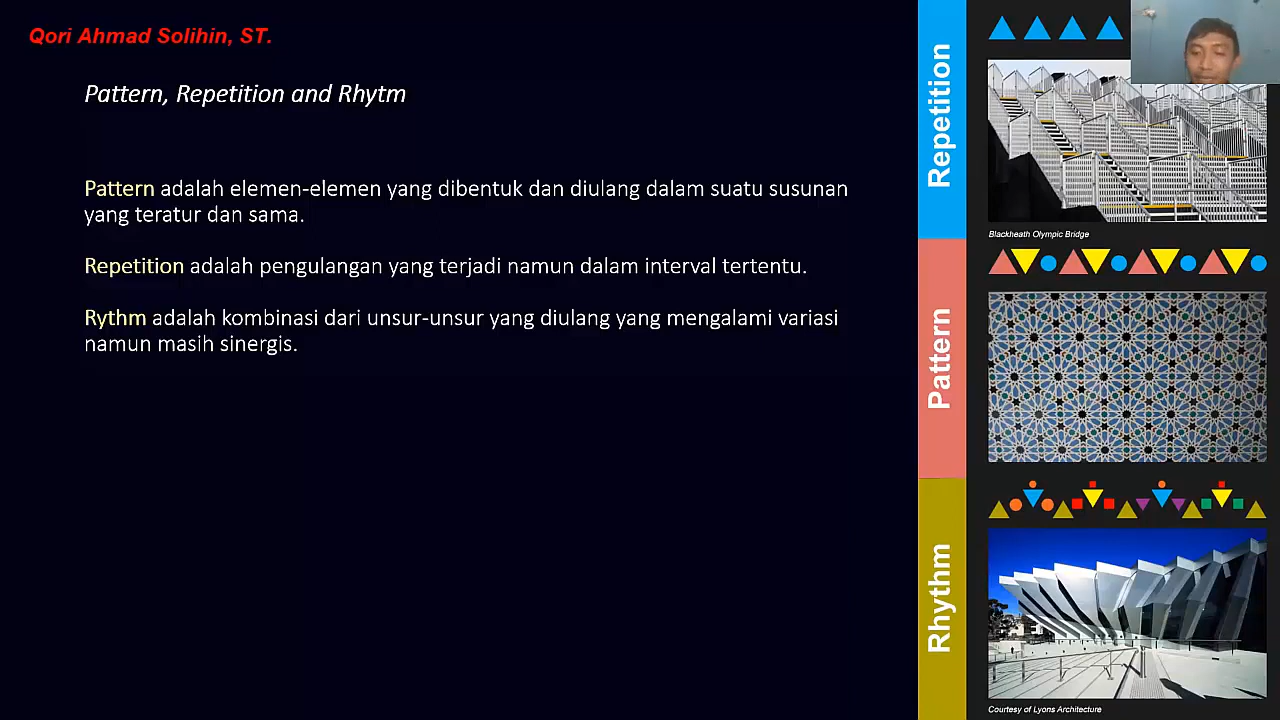 Qori Ahmad Solihin, ST.
Pattern, Repetition and Rhytm
Pattern adalah elemen-elemen yang dibentuk dan diulang dalam suatu susunan
yang teratur dan sama.
Repetition adalah pengulangan yang terjadi namun dalam interval tertentu.
Rythm adalah kombinasi dari unsur-unsur yang diulang yang mengalami variasi
namun masih sinergis.
Repetition
Blackheath Olympic Bridge
Pattern
Rhythm
Courtesy of Lyons Architecture